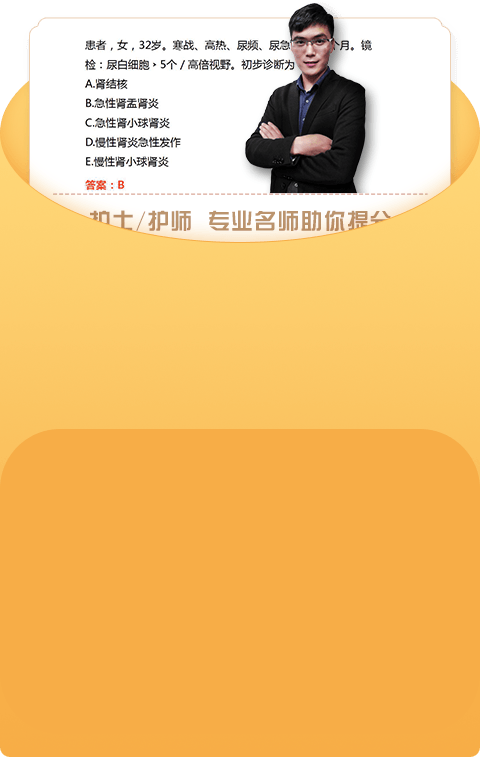 患者，女，32岁。寒战、高热、尿频、尿急 个月。镜
检：尿白细胞＞5个 / 高倍视野。初步诊断为
A.肾结核
B.急性肾盂肾炎
C.急性肾小球肾炎
D.慢性肾炎急性发作
E.慢性肾小球肾炎
答案：B
护士/护师 专业名师助你提分